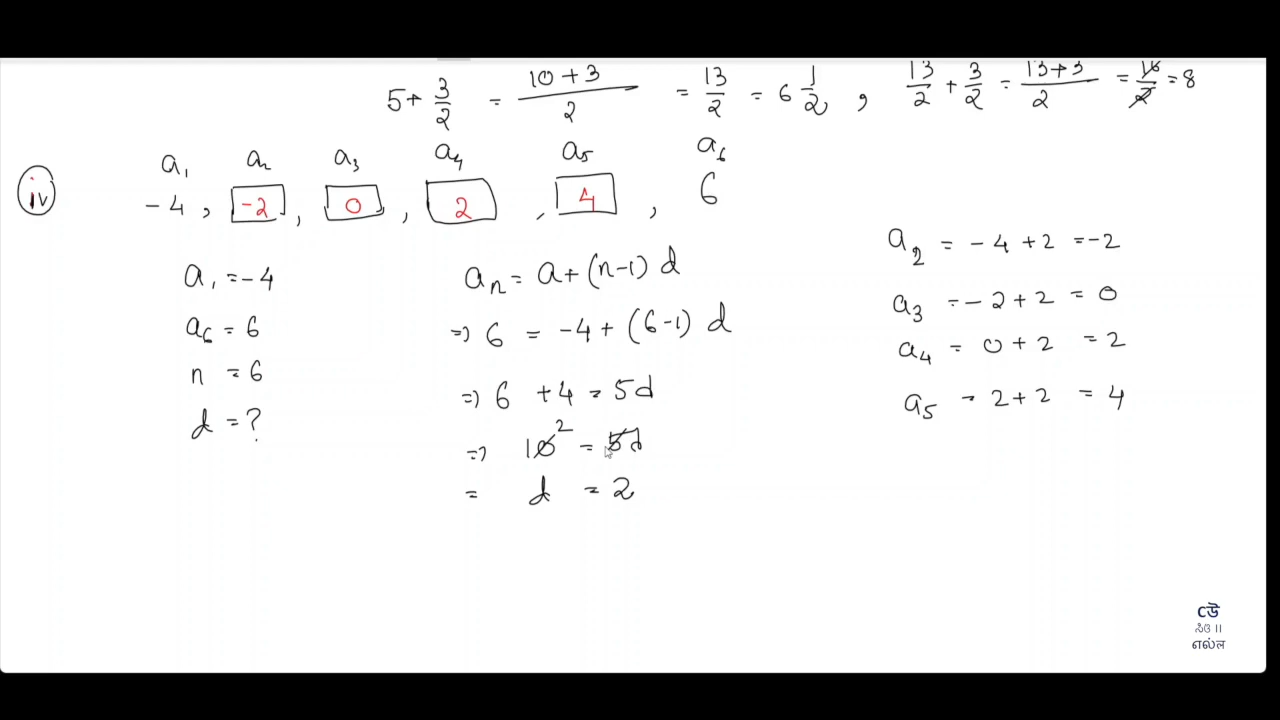 5 + 3/2 = (10 + 3)/2 = 13/2 = 6 1/2 , 13/2 + 3/2 = (13+3)/2 = 16/2 = 8
iv
a₁ a₂ a₃ a₄ a₅ a₆
-4 , -2 , 0 , 2 , 4 , 6
a₁ = -4
a₆ = 6
n = 6
d = ?
aₙ = a + (n-1) d
=) 6 = -4 + (6-1) d
=) 6 + 4 = 5d
=) 10 ² = 5d
= d = 2
a₂ = -4 + 2 = -2
a₃ = -2 + 2 = 0
a₄ = 0 + 2 = 2
a₅ = 2 + 2 = 4